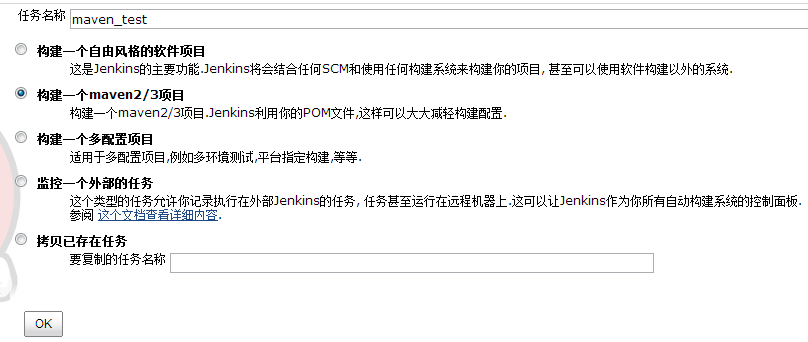 任务名称 maven_test
构建一个自由风格的软件项目
这是Jenkins的主要功能.Jenkins将会结合任何SCM和使用任何构建系统来构建你的项目, 甚至可以使用软件构建以外的系统.
构建一个maven2/3项目
构建一个maven2/3项目.Jenkins利用你的POM文件,这样可以大大减轻构建配置.
构建一个多配置项目
适用于多配置项目,例如多环境测试,平台指定构建,等等.
监控一个外部的任务
这个类型的任务允许你记录执行在外部Jenkins的任务, 任务甚至运行在远程机器上.这可以让Jenkins作为你所有自动构建系统的控制面板.
参阅 这个文档查看详细内容.
拷贝已存在任务
要复制的任务名称
OK